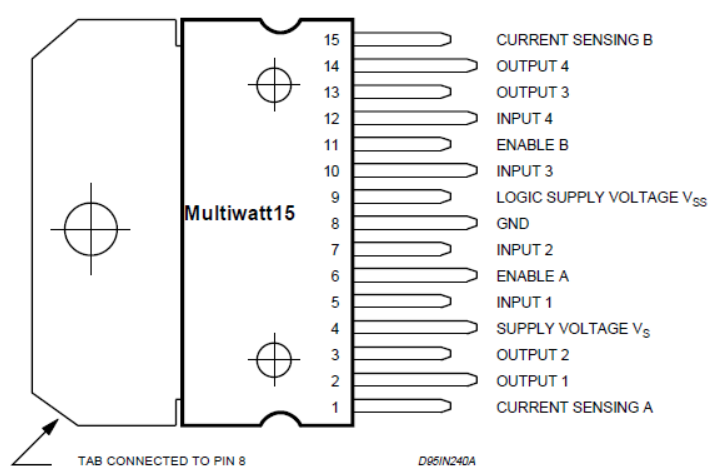 15 CURRENT SENSING B
14 OUTPUT 4
13 OUTPUT 3
12 INPUT 4
11 ENABLE B
10 INPUT 3
9 LOGIC SUPPLY VOLTAGE VSS
Multiwatt15
8 GND
7 INPUT 2
6 ENABLE A
5 INPUT 1
4 SUPPLY VOLTAGE VS
3 OUTPUT 2
2 OUTPUT 1
1 CURRENT SENSING A
TAB CONNECTED TO PIN 8
D95IN240A